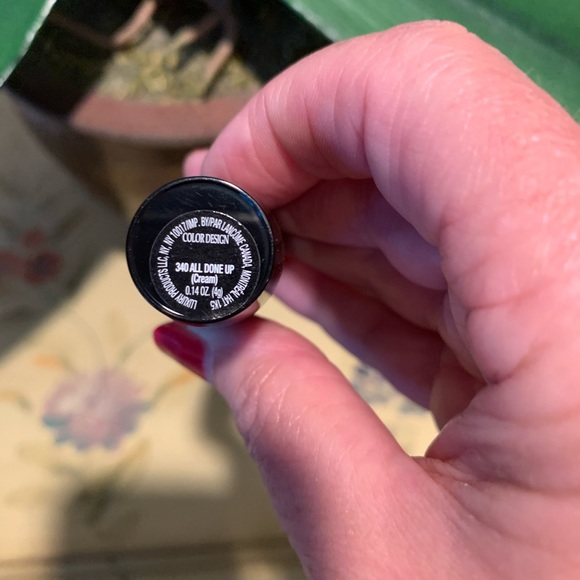 LUXURY PRODUCTS LLC, NY, NY 10017/IMP. BY/PAR LANCÔME CANADA, MONTRÉAL H4T 1K5
COLOR DESIGN
340 ALL DONE UP
(Cream)
0.14 OZ. (4g)